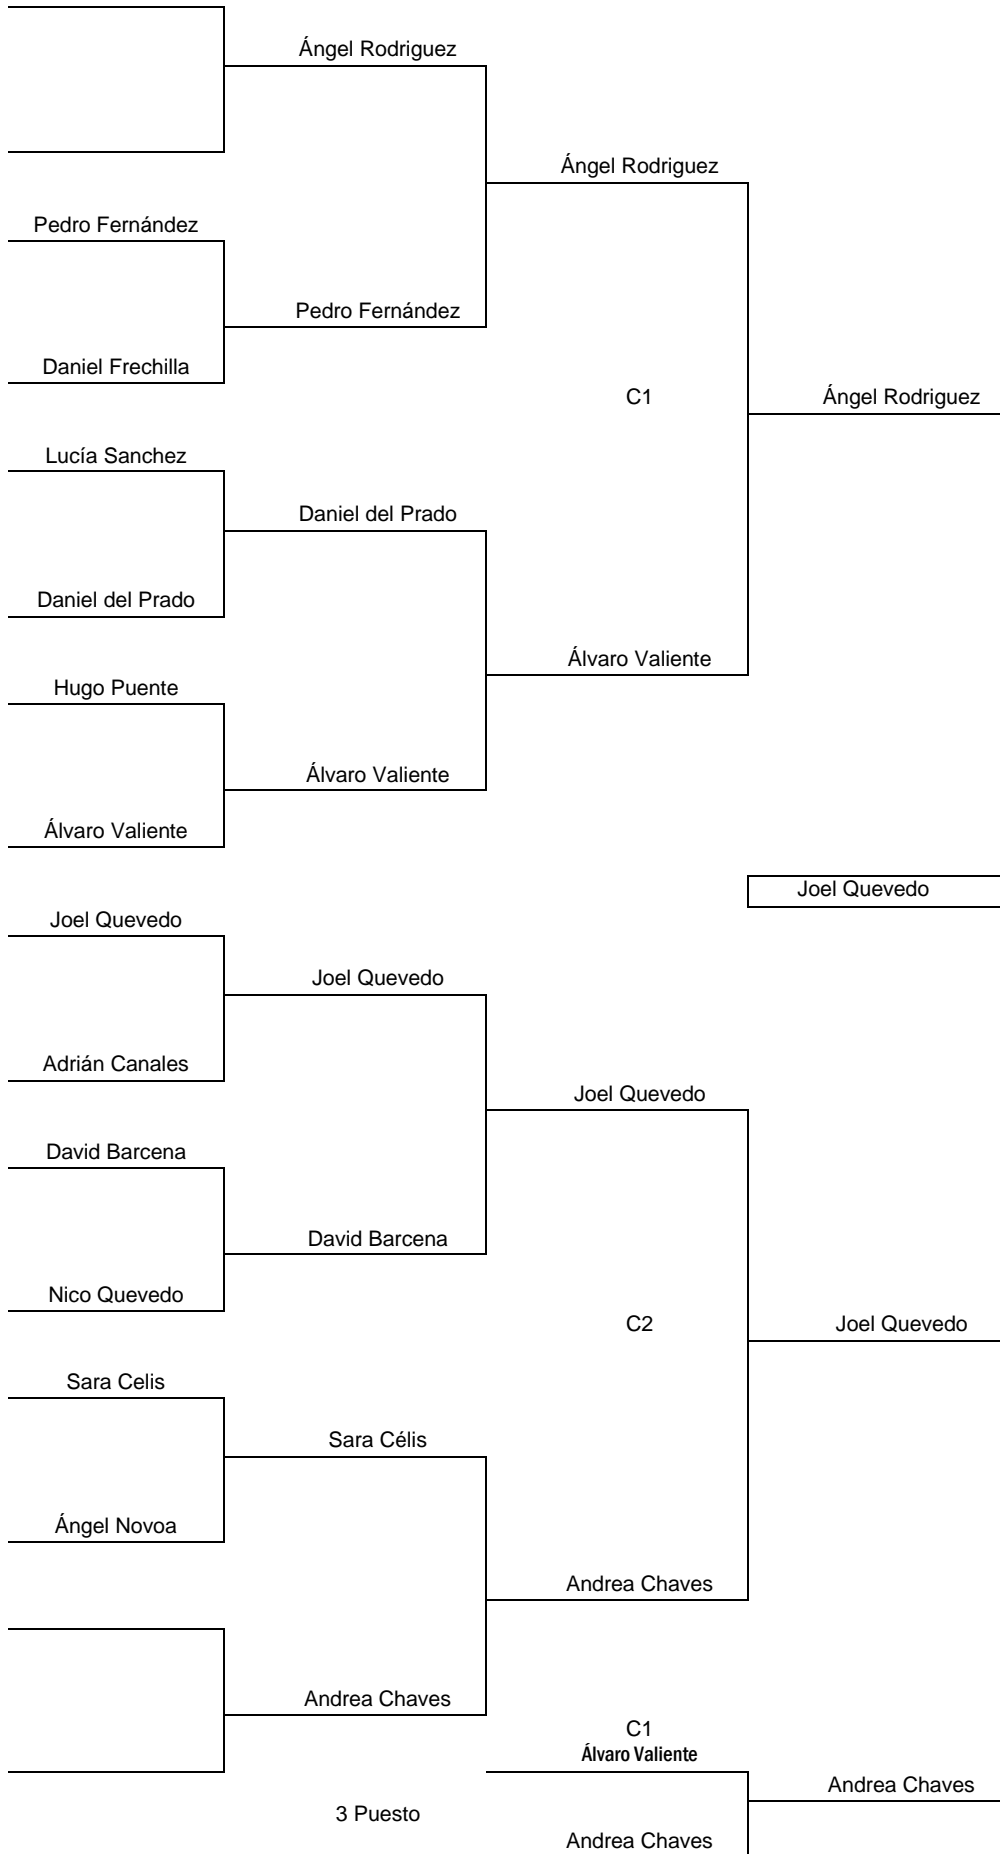 Ángel Rodriguez
Ángel Rodriguez
Pedro Fernández
Pedro Fernández
Daniel Frechilla
C1
Ángel Rodriguez
Lucía Sanchez
Daniel del Prado
Daniel del Prado
Álvaro Valiente
Hugo Puente
Álvaro Valiente
Álvaro Valiente
Joel Quevedo
Joel Quevedo
Joel Quevedo
Adrián Canales
Joel Quevedo
David Barcena
David Barcena
Nico Quevedo
C2
Joel Quevedo
Sara Celis
Sara Célis
Ángel Novoa
Andrea Chaves
Andrea Chaves
C1
Álvaro Valiente
Andrea Chaves
3 Puesto
Andrea Chaves